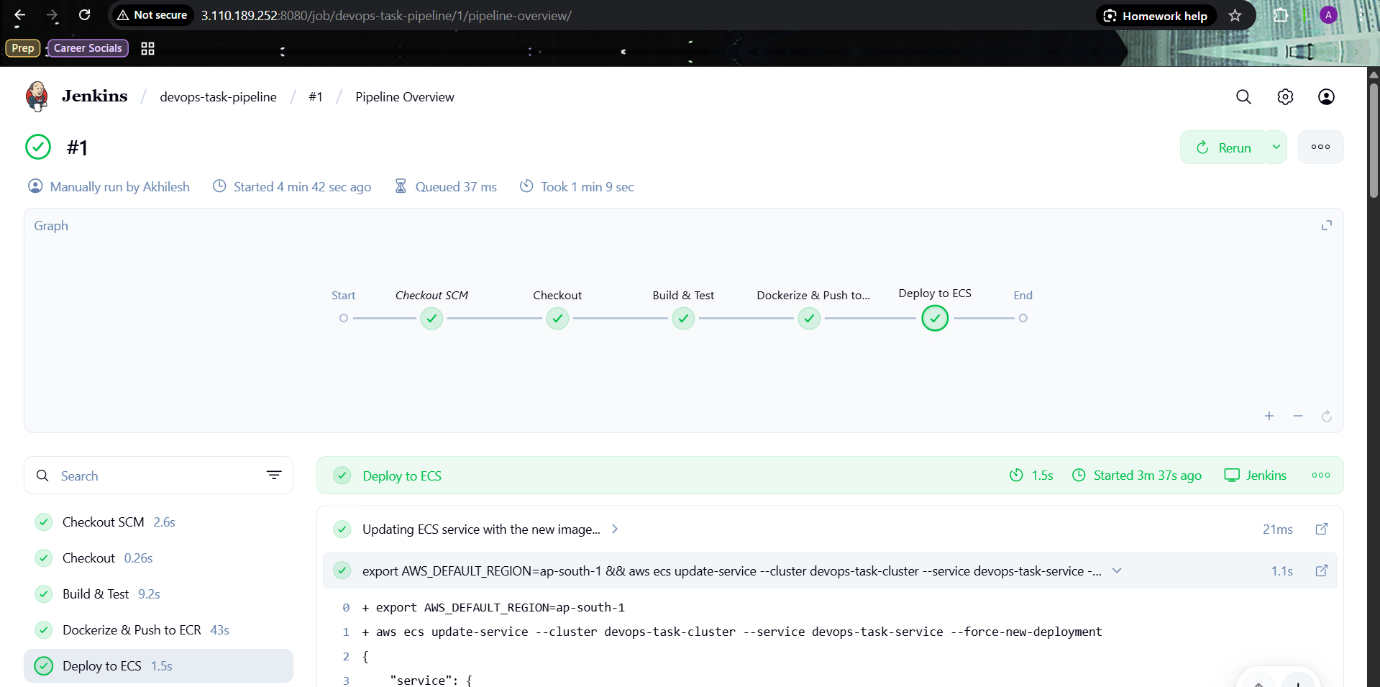 Not secure 3.110.189.252:8080/job/devops-task-pipeline/1/pipeline-overview/ Homework help A
Prep Career Socials
Jenkins / devops-task-pipeline / #1 / Pipeline Overview
#1 Rerun
Manually run by Akhilesh Started 4 min 42 sec ago Queued 37 ms Took 1 min 9 sec
Graph
Start Checkout SCM Checkout Build & Test Dockerize & Push to... Deploy to ECS End
Search
Deploy to ECS 1.5s Started 3m 37s ago Jenkins
Checkout SCM 2.6s
Checkout 0.26s
Build & Test 9.2s
Dockerize & Push to ECR 43s
Deploy to ECS 1.5s
Updating ECS service with the new image... 21ms
export AWS_DEFAULT_REGION=ap-south-1 && aws ecs update-service --cluster devops-task-cluster --service devops-task-service -... 1.1s
0 + export AWS_DEFAULT_REGION=ap-south-1
1 + aws ecs update-service --cluster devops-task-cluster --service devops-task-service --force-new-deployment
2 {
3 "service": {